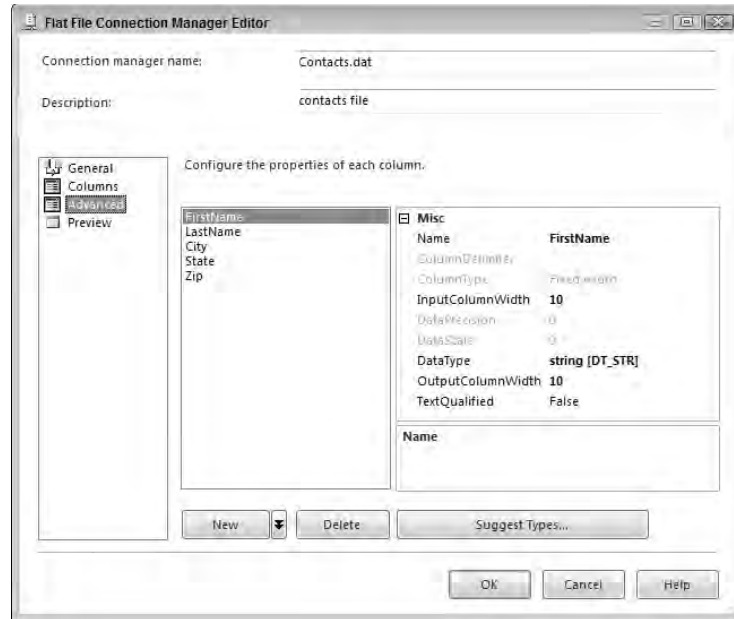 Flat File Connection Manager Editor
Connection manager name: Contacts.dat
Description: contacts file
General
Columns
Advanced
Preview
Configure the properties of each column.
FirstName
LastName
City
State
Zip
Misc
Name FirstName
ColumnDelimiter
ColumnType Fixed width
InputColumnWidth 10
DataPrecision 0
DataScale 0
DataType string [DT_STR]
OutputColumnWidth 10
TextQualified False
Name
New Delete Suggest Types...
OK Cancel Help